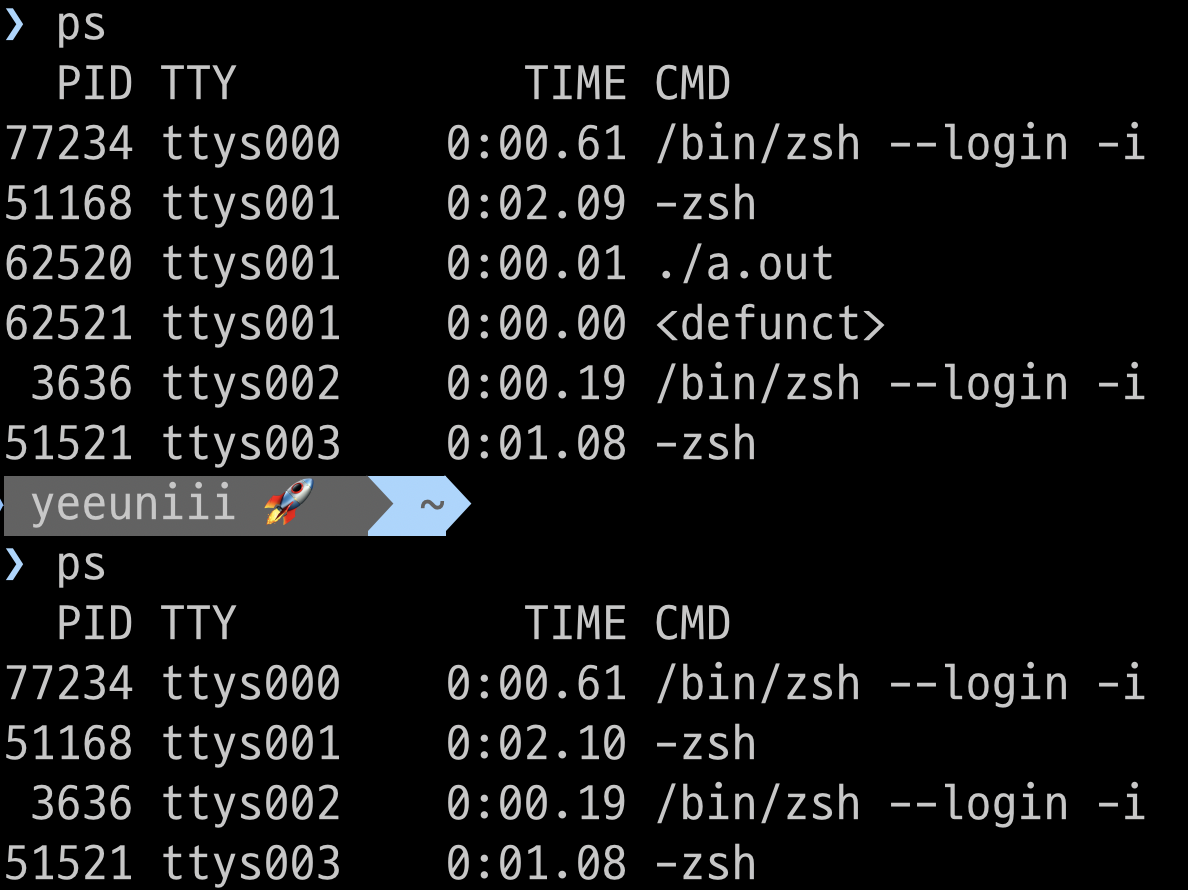 ❯ ps
  PID TTY           TIME CMD
77234 ttys000    0:00.61 /bin/zsh --login -i
51168 ttys001    0:02.09 -zsh
62520 ttys001    0:00.01 ./a.out
62521 ttys001    0:00.00 <defunct>
 3636 ttys002    0:00.19 /bin/zsh --login -i
51521 ttys003    0:01.08 -zsh
yeeuniii 🚀 ~
❯ ps
  PID TTY           TIME CMD
77234 ttys000    0:00.61 /bin/zsh --login -i
51168 ttys001    0:02.10 -zsh
 3636 ttys002    0:00.19 /bin/zsh --login -i
51521 ttys003    0:01.08 -zsh